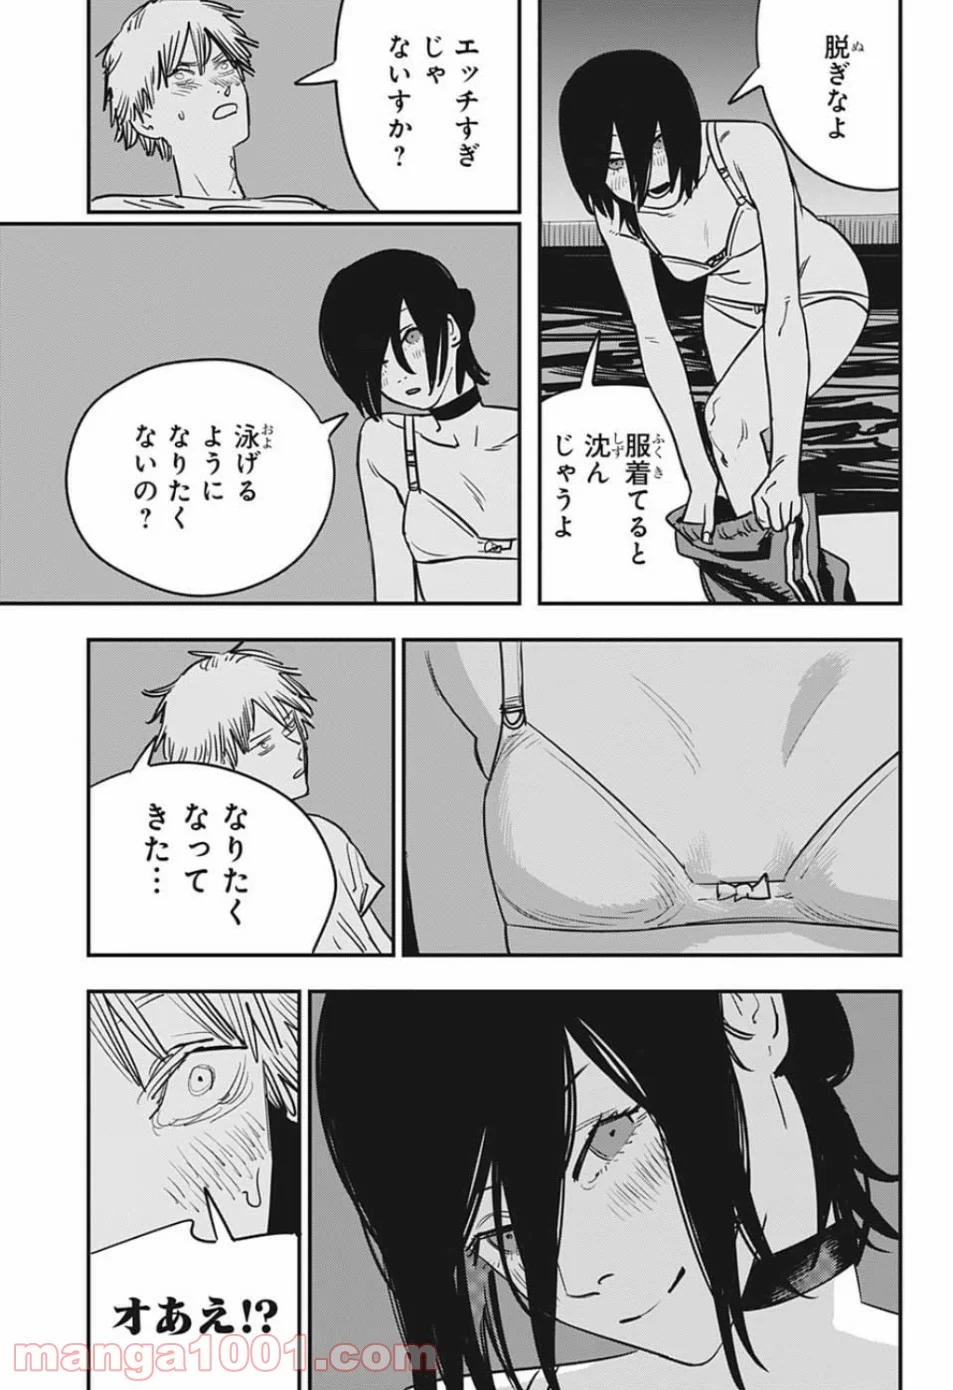 脱ぎなよ
服着てると
沈ん
じゃうよ
エッチすぎ
じゃ
ないすか?
泳げる
ように
なりたく
ないの?
なりたく
なって
きた…
オあえ!?
manga1001.com